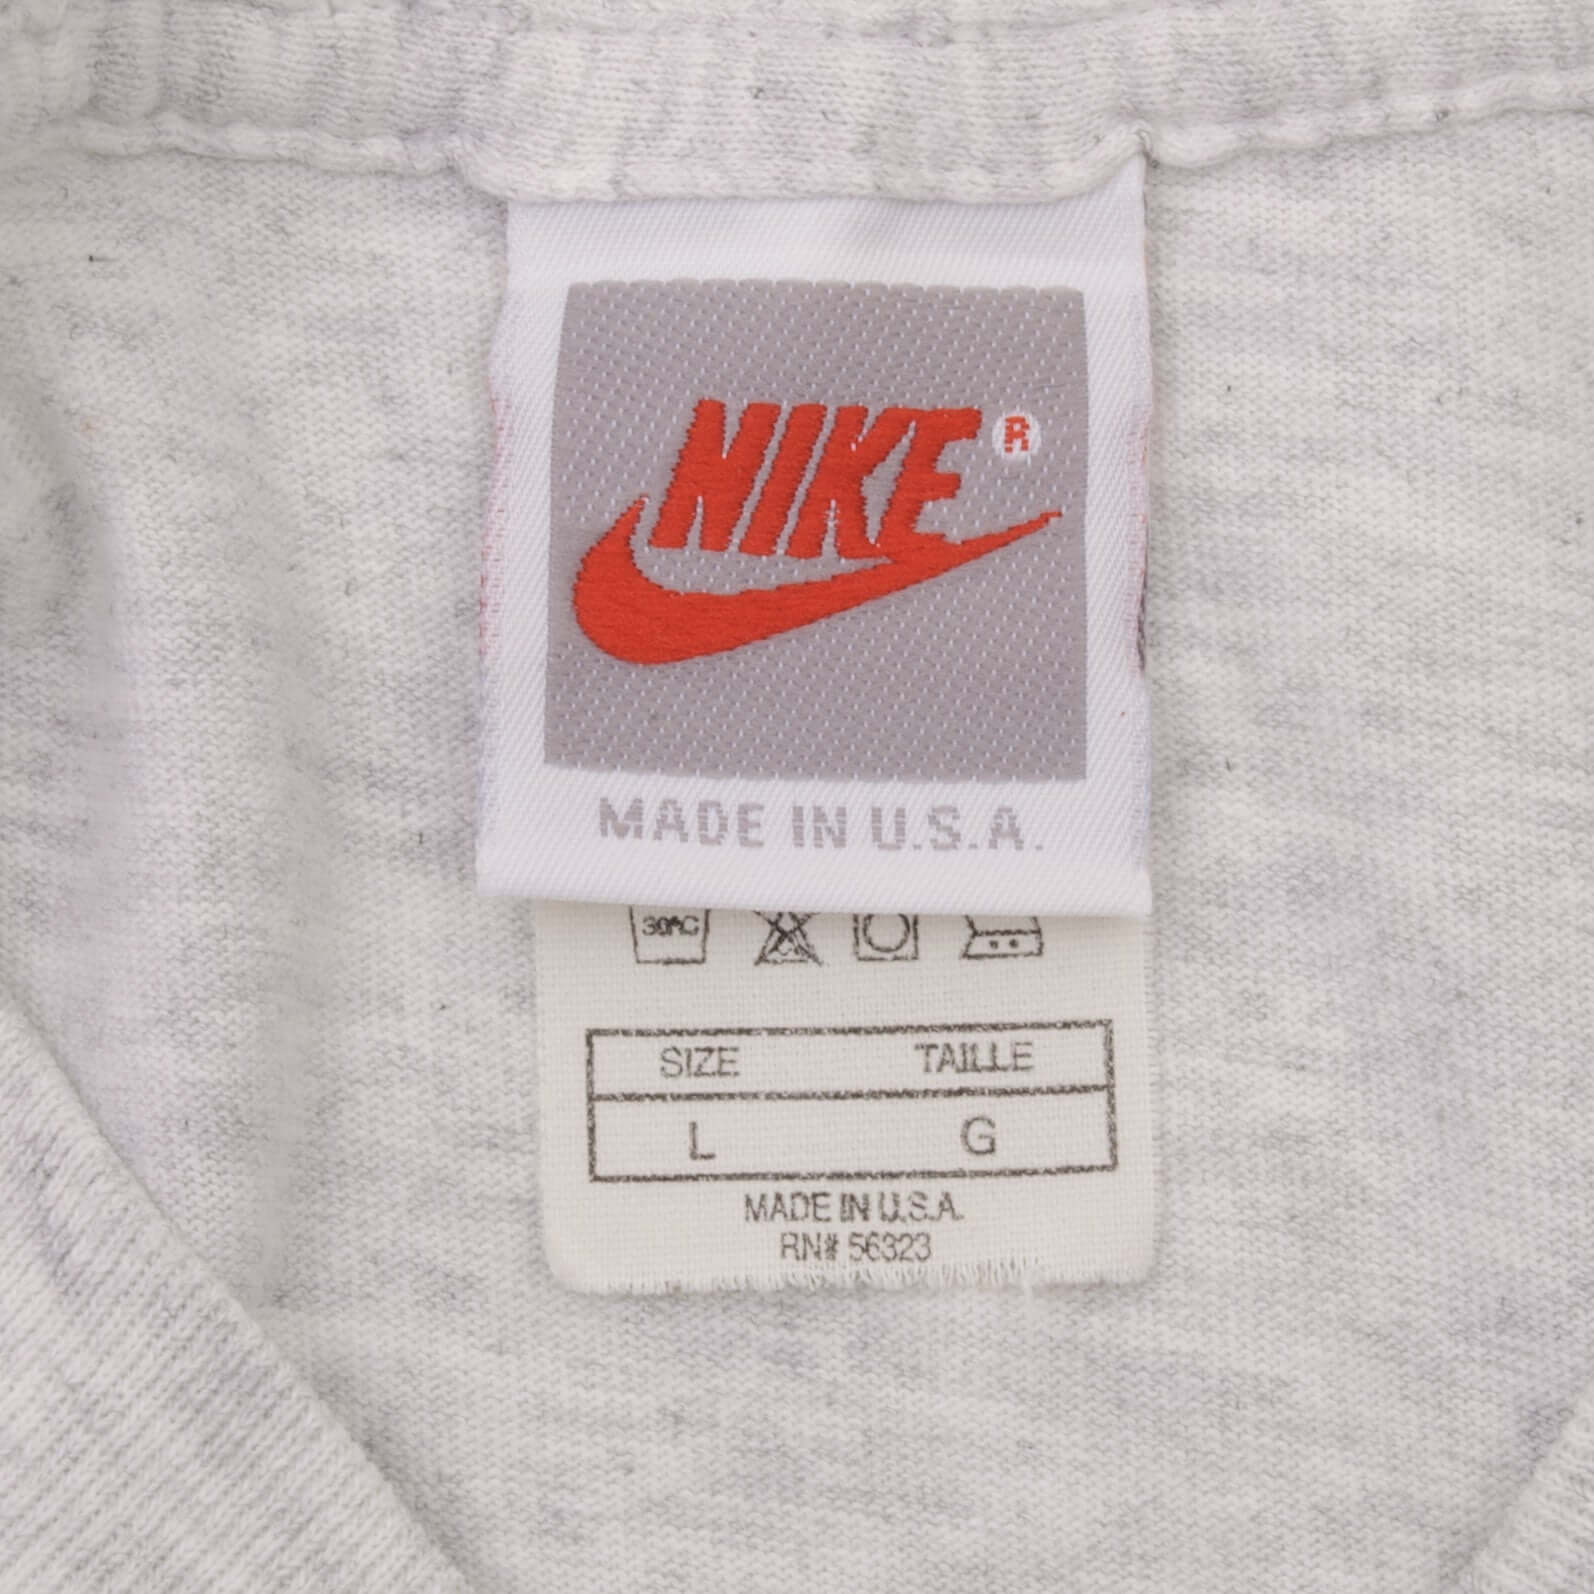 NIKE ®
MADE IN U.S.A.
30°C
SIZE TAILLE
L G
MADE IN U.S.A.
RN# 56323